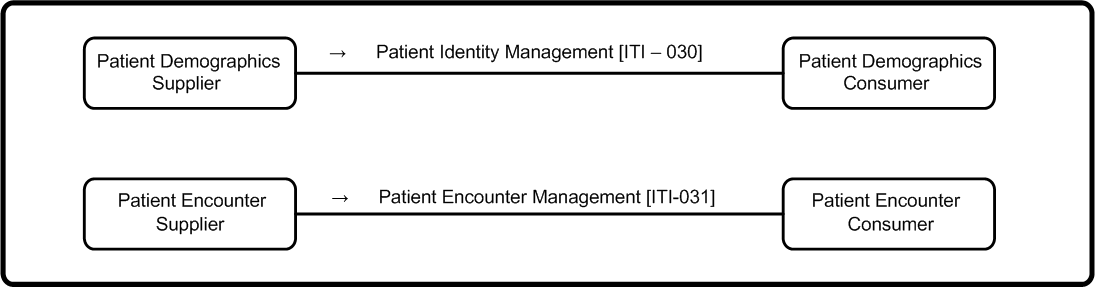 Patient Demographics
Supplier
→ Patient Identity Management [ITI – 030]
Patient Demographics
Consumer
Patient Encounter
Supplier
→ Patient Encounter Management [ITI-031]
Patient Encounter
Consumer